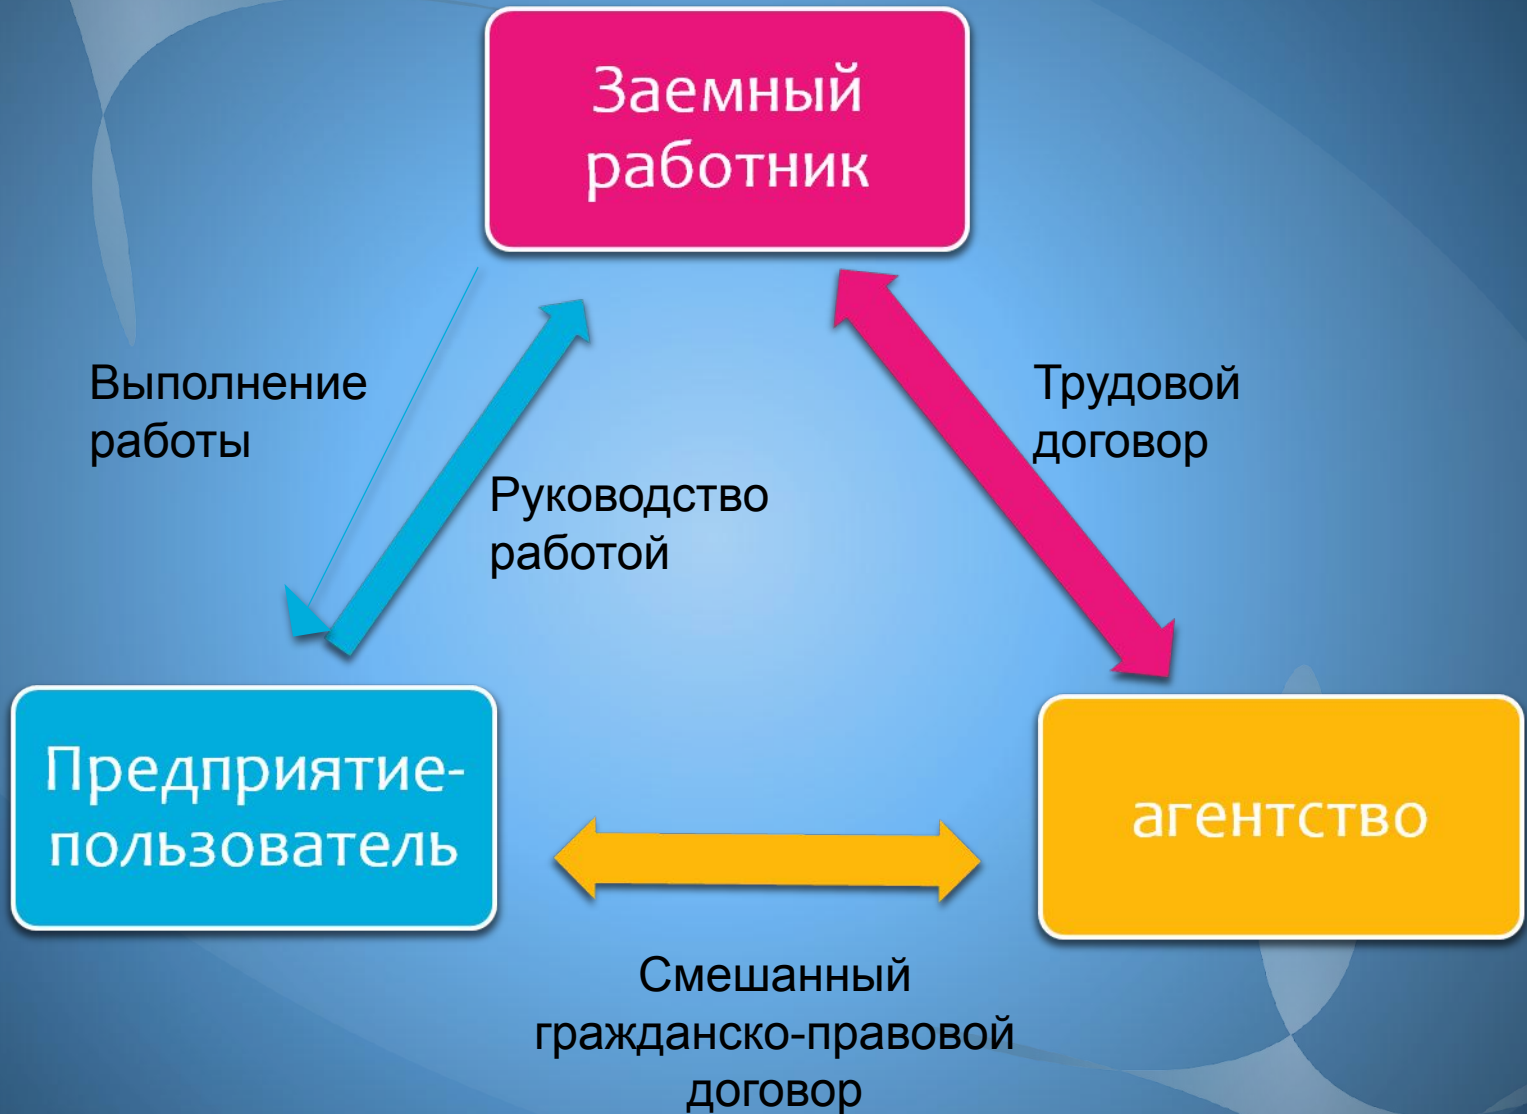 Заемный
работник
Выполнение
работы
Трудовой
договор
Руководство
работой
Предприятие-
пользователь
агентство
Смешанный
гражданско-правовой
договор